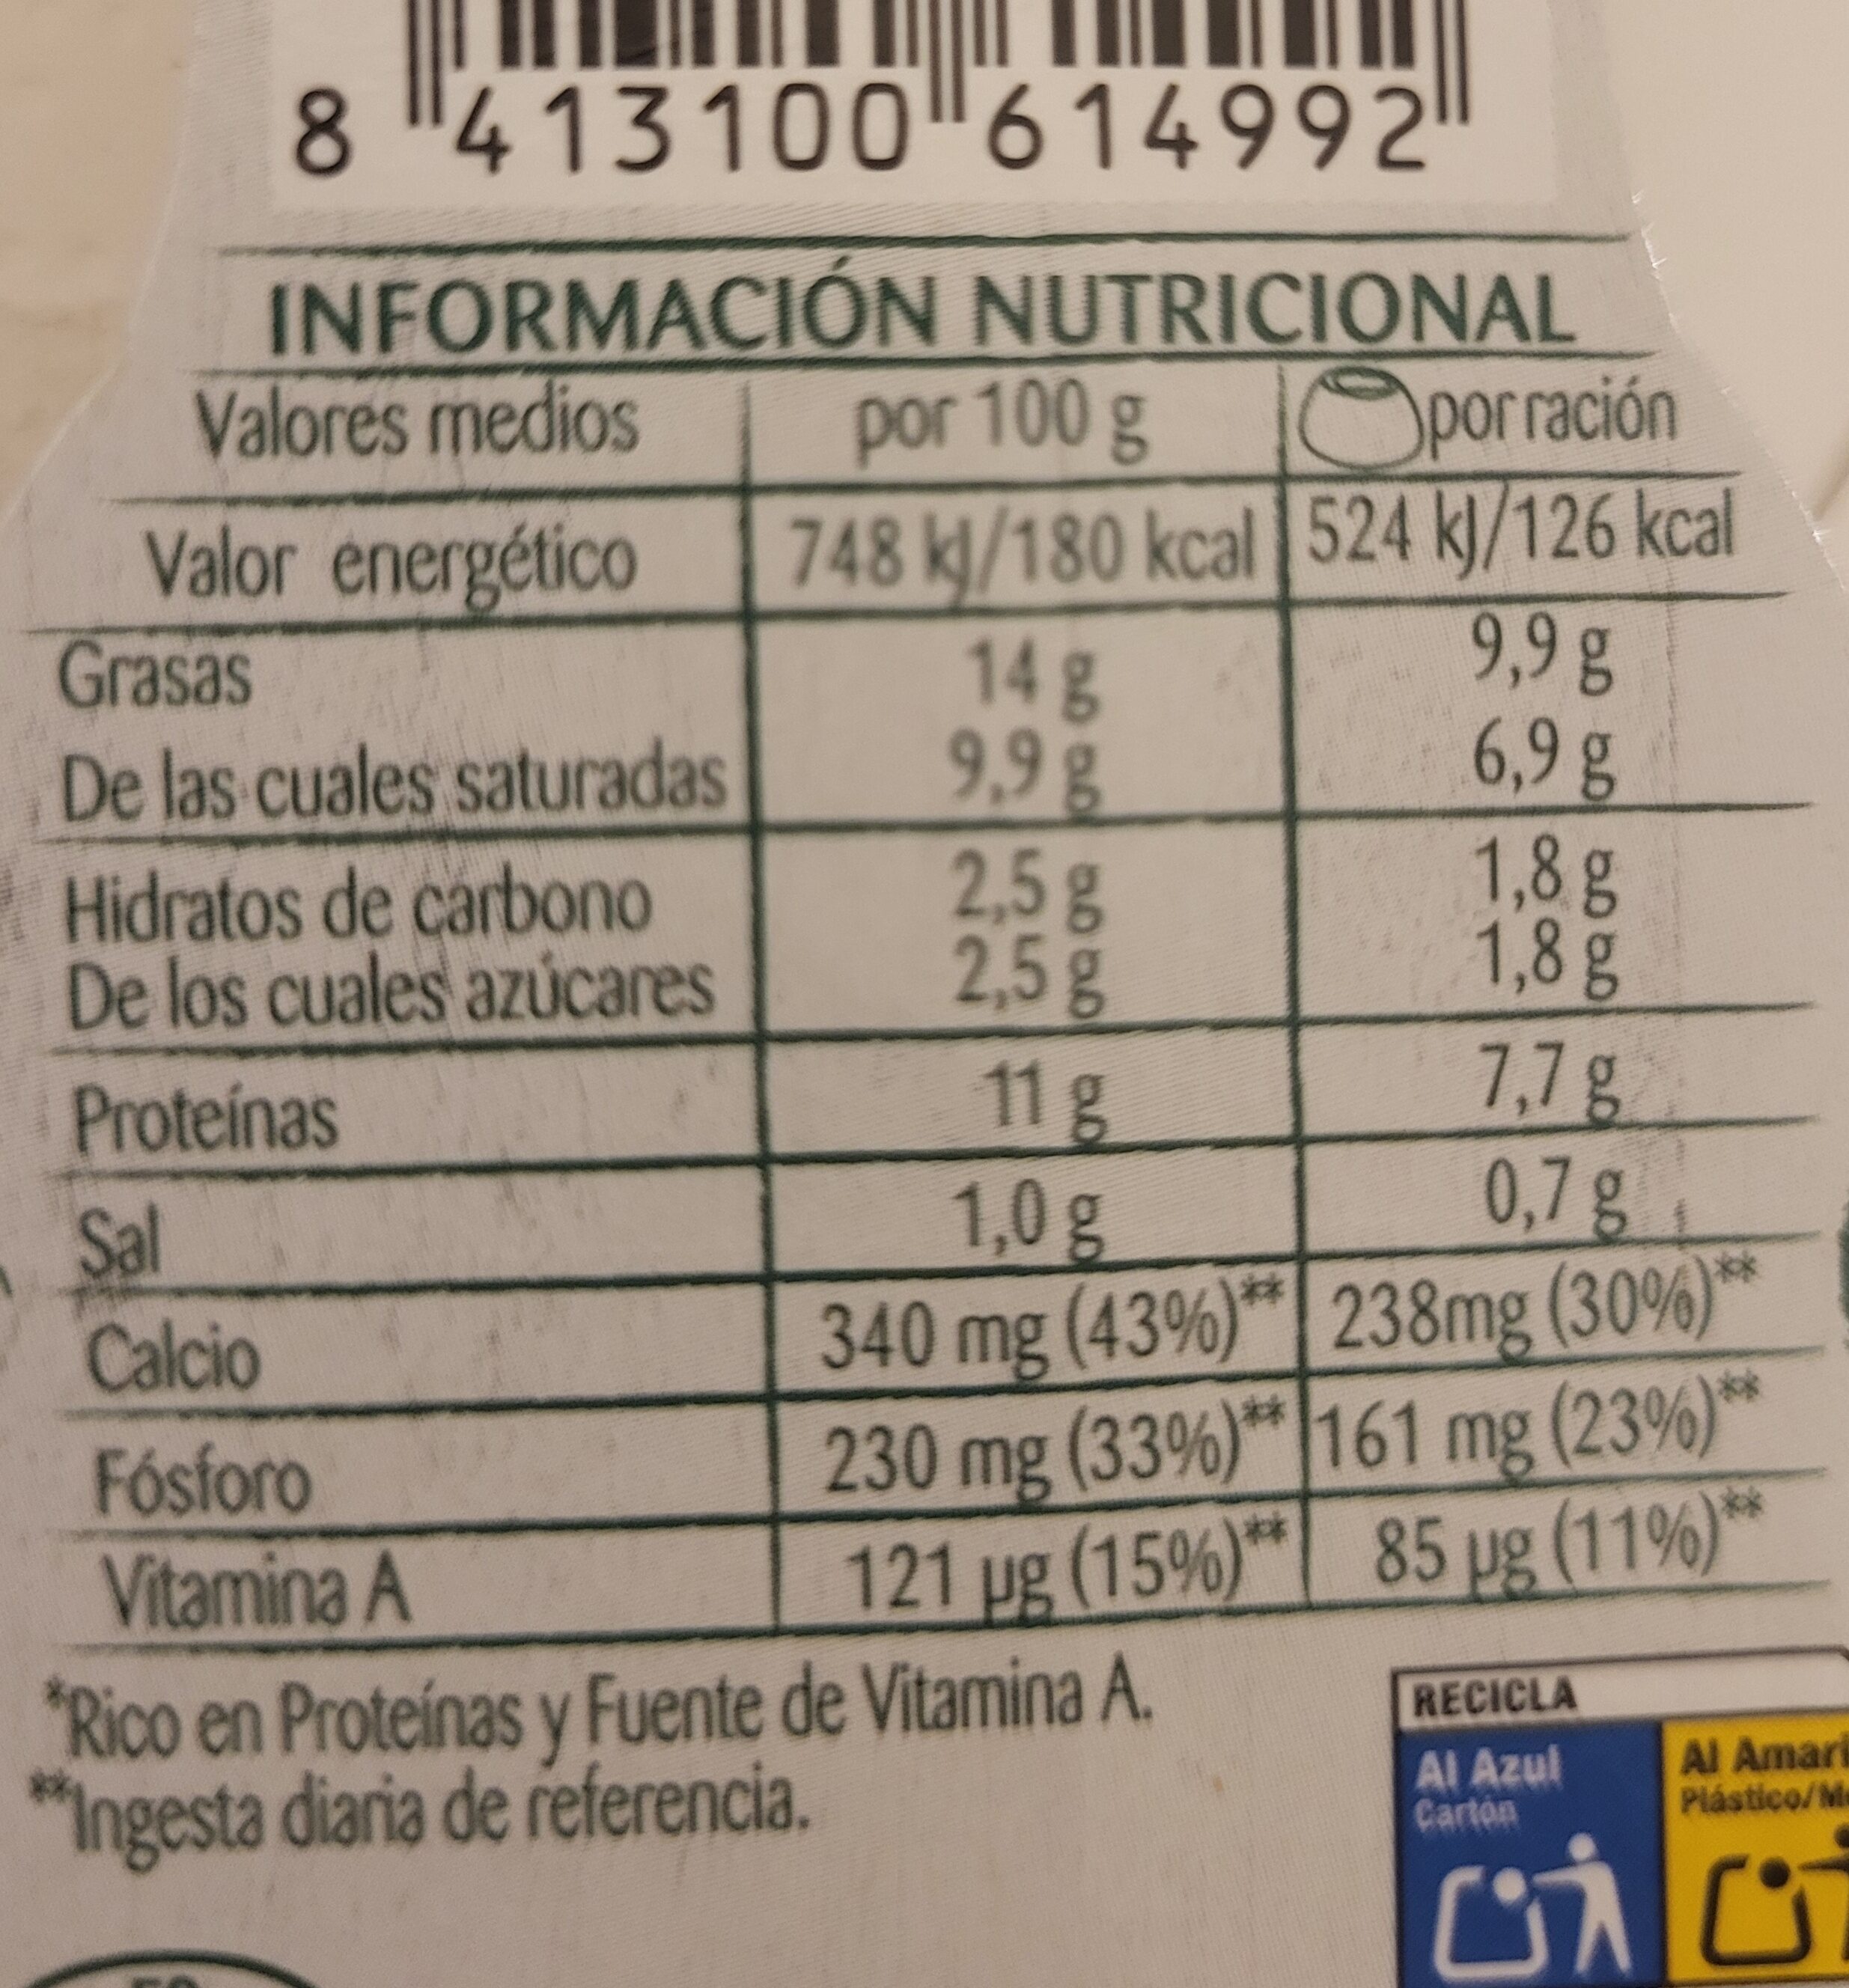 8 413100 614992
INFORMACIÓN NUTRICIONAL
Valores medios por 100 g por ración
Valor energético 748 kJ/180 kcal 524 kJ/126 kcal
Grasas 14 g 9,9 g
De las cuales saturadas 9,9 g 6,9 g
Hidratos de carbono 2,5 g 1,8 g
De los cuales azúcares 2,5 g 1,8 g
Proteínas 11 g 7,7 g
Sal 1,0 g 0,7 g
Calcio 340 mg (43%)** 238mg (30%)**
Fósforo 230 mg (33%)** 161 mg (23%)**
Vitamina A 121 µg (15%)** 85 µg (11%)**
*Rico en Proteínas y Fuente de Vitamina A.
**Ingesta diaria de referencia.
RECICLA
Al Azul Al Amari
Cartón Plástico/Me